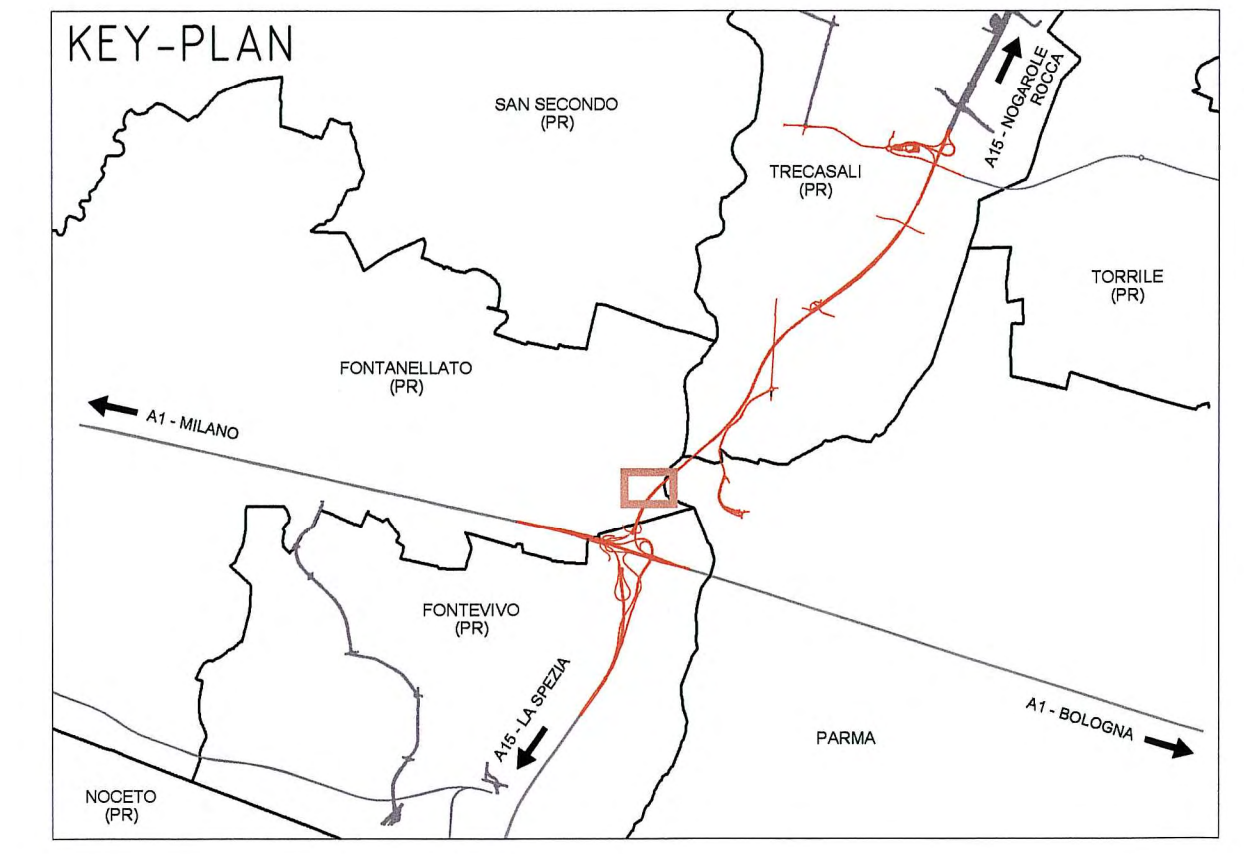 KEY-PLAN
SAN SECONDO
(PR)
A15 - NOGAROLE
ROCCA
TRECASALI
(PR)
TORRILE
(PR)
FONTANELLATO
(PR)
A1 - MILANO
FONTEVIVO
(PR)
A15 - LA SPEZIA
A1 - BOLOGNA
PARMA
NOCETO
(PR)